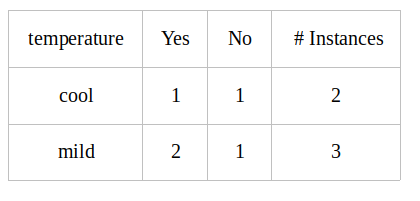 temperature Yes No # Instances
cool 1 1 2
mild 2 1 3